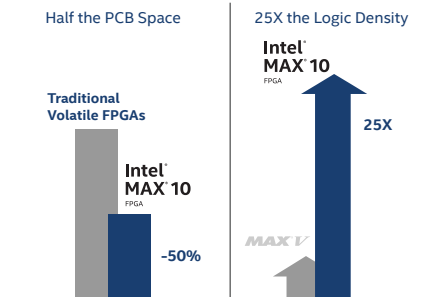 Half the PCB Space
Traditional
Volatile FPGAs
Intel®
MAX® 10
FPGA
-50%
25X the Logic Density
Intel®
MAX® 10
FPGA
25X
MAX V